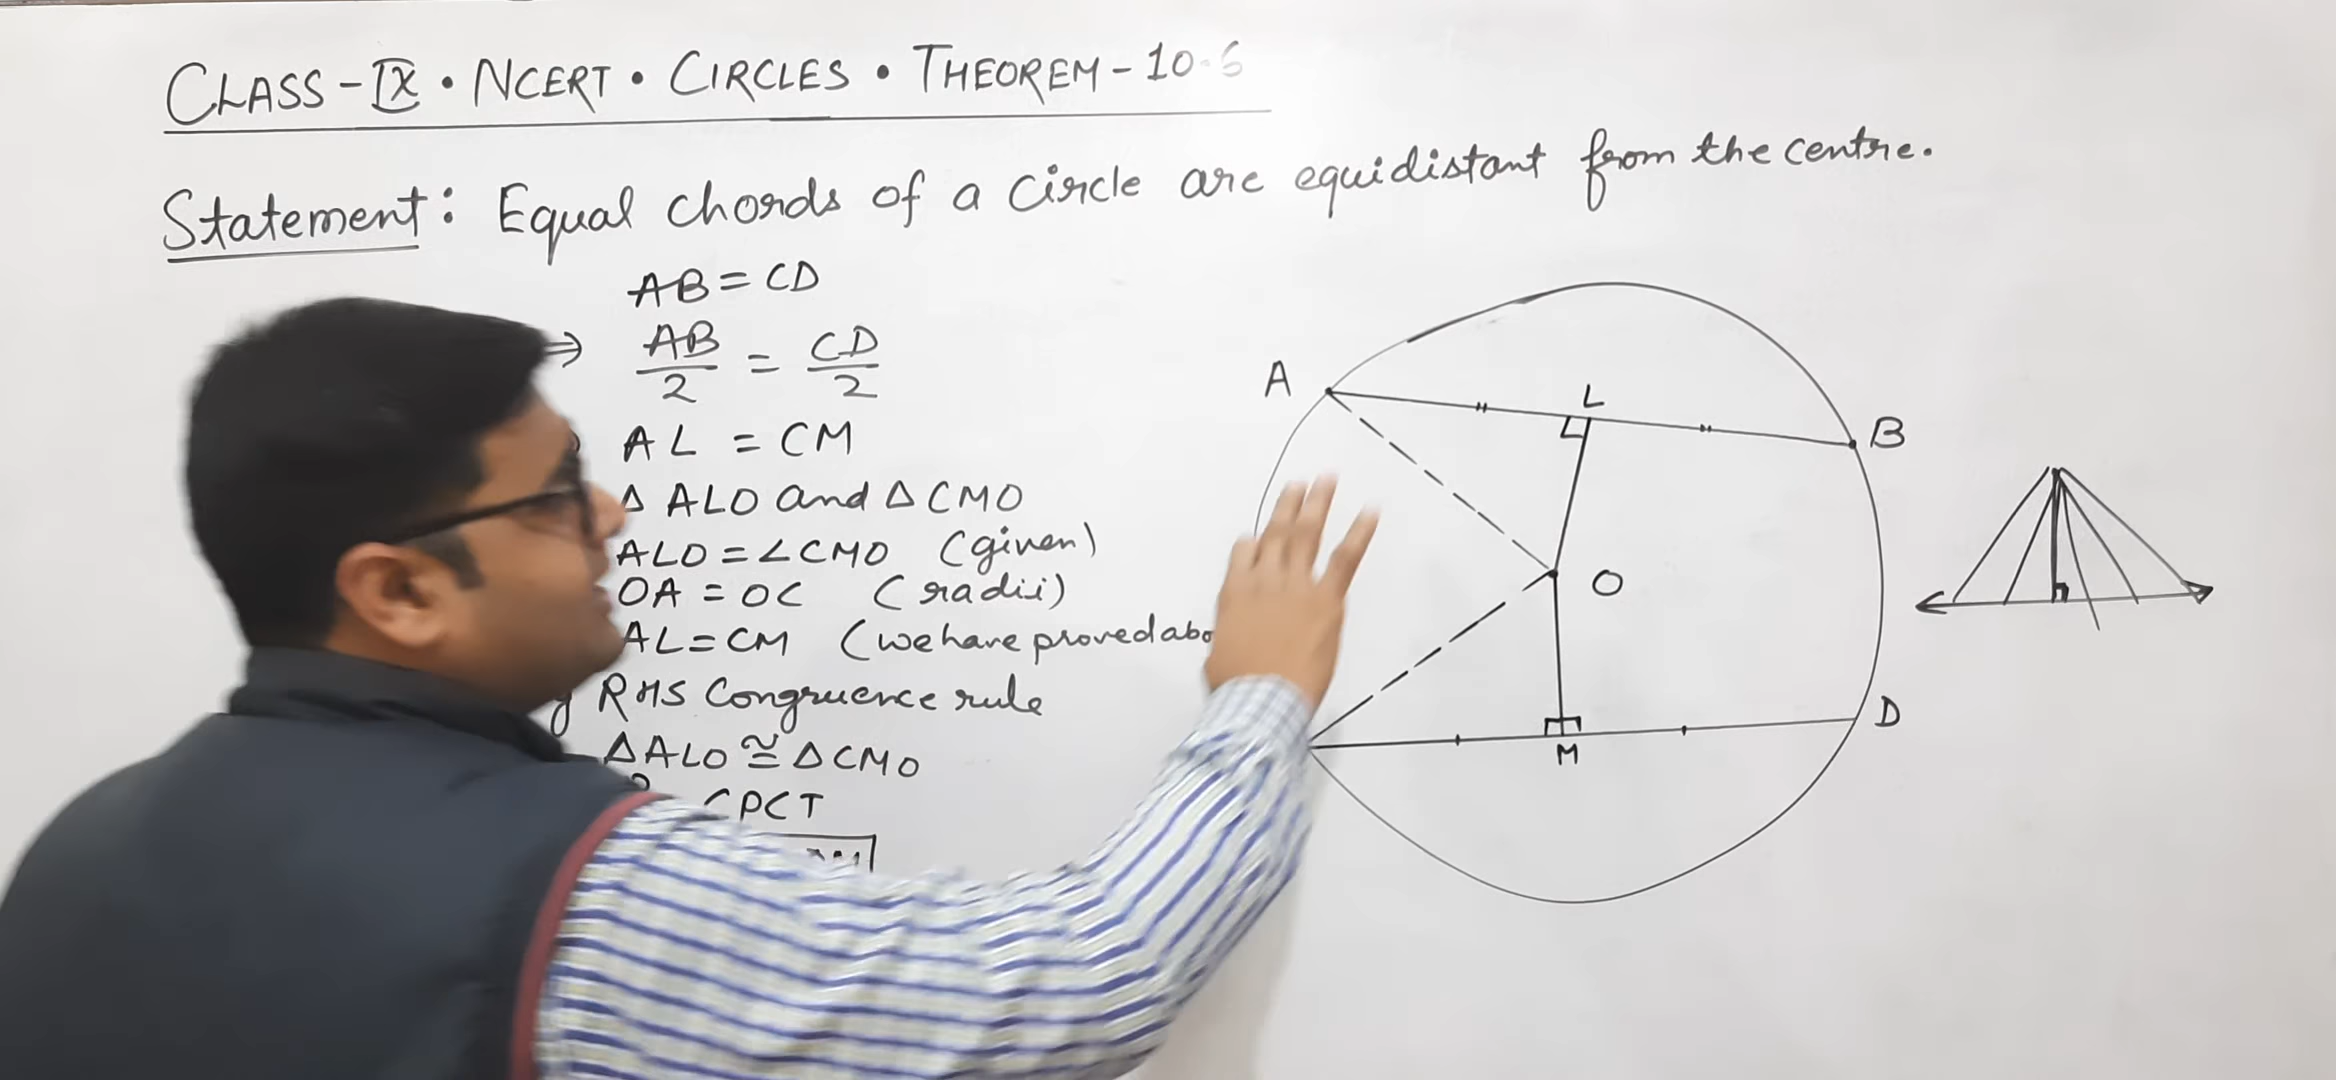 CLASS-IX • NCERT • CIRCLES • THEOREM-10.6
Statement: Equal chords of a circle are equidistant from the centre.
AB = CD
⇒ AB/2 = CD/2
AL = CM
Δ ALO and Δ CMO
ALO = ∠CMO (given)
OA = OC (radii)
AL = CM (we have proved abo
RHS Congruence rule
ΔALO ≅ ΔCMO
CPCT
A
L
B
O
M
D